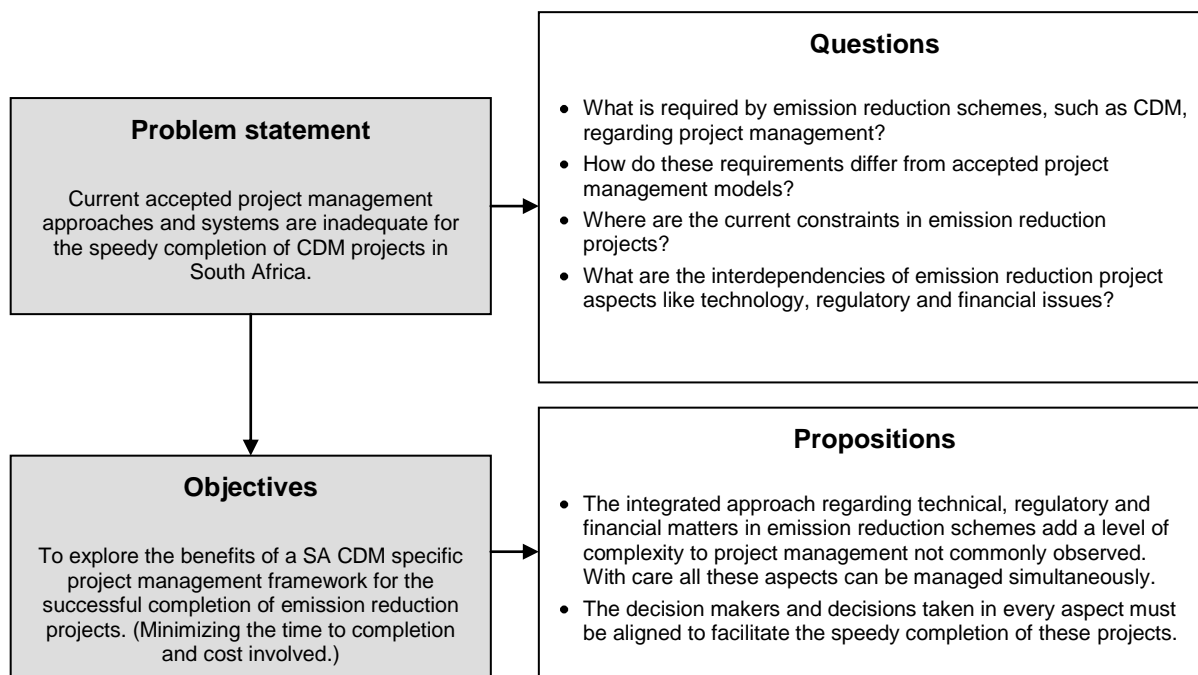 Problem statement
Current accepted project management
approaches and systems are inadequate for
the speedy completion of CDM projects in
South Africa.
Questions
• What is required by emission reduction schemes, such as CDM,
regarding project management?
• How do these requirements differ from accepted project
management models?
• Where are the current constraints in emission reduction
projects?
• What are the interdependencies of emission reduction project
aspects like technology, regulatory and financial issues?
Objectives
To explore the benefits of a SA CDM specific
project management framework for the
successful completion of emission reduction
projects. (Minimizing the time to completion
and cost involved.)
Propositions
• The integrated approach regarding technical, regulatory and
financial matters in emission reduction schemes add a level of
complexity to project management not commonly observed.
With care all these aspects can be managed simultaneously.
• The decision makers and decisions taken in every aspect must
be aligned to facilitate the speedy completion of these projects.